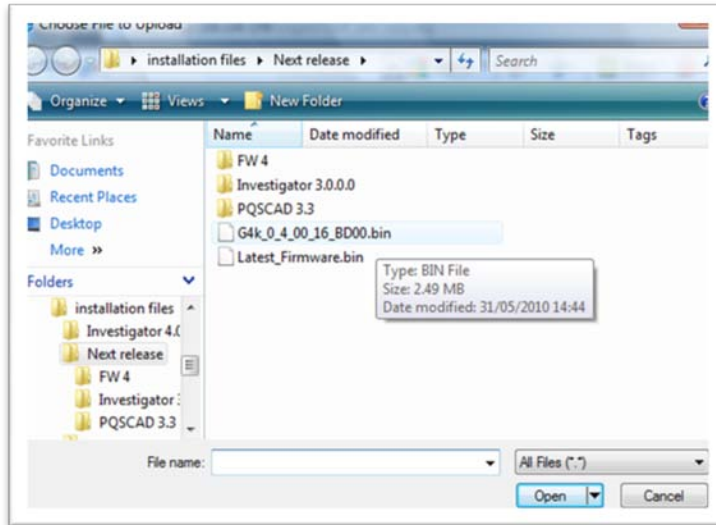 Choose File to Upload
installation files ▸ Next release ▸
Search
Organize ▾ Views ▾ New Folder
Favorite Links
Documents
Recent Places
Desktop
More »
Folders
installation files
Investigator 4.0
Next release
FW 4
Investigator :
PQSCAD 3.3
Name Date modified Type Size Tags
FW 4
Investigator 3.0.0.0
PQSCAD 3.3
G4k_0_4_00_16_BD00.bin
Latest_Firmware.bin
Type: BIN File
Size: 2.49 MB
Date modified: 31/05/2010 14:44
File name:
All Files (*.*)
Open
Cancel